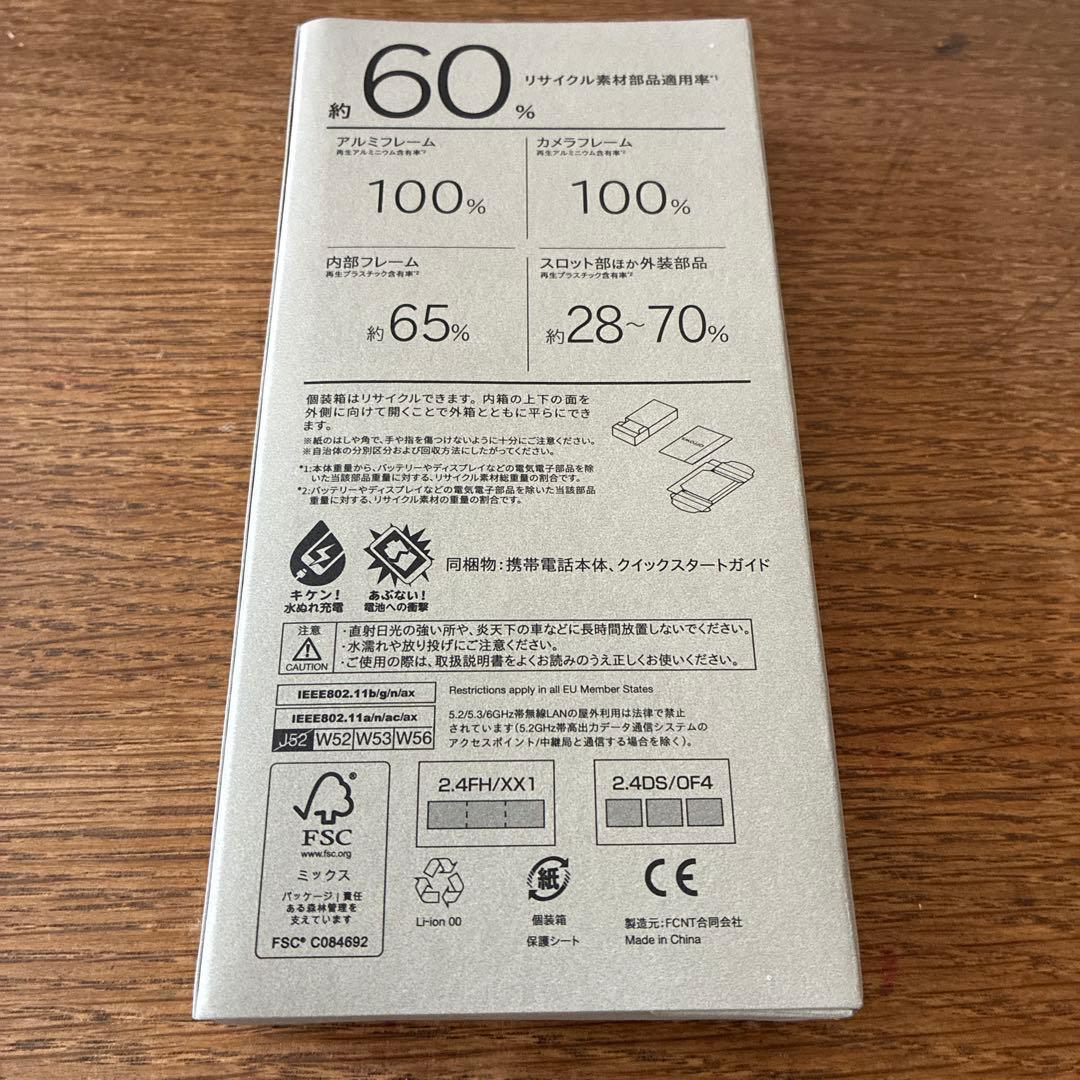 約60% リサイクル素材部品適用率*1
アルミフレーム
再生アルミニウム含有率*2
100%
カメラフレーム
再生アルミニウム含有率*2
100%
内部フレーム
再生プラスチック含有率*2
約65%
スロット部ほか外装部品
再生プラスチック含有率*2
約28~70%
個装箱はリサイクルできます。内箱の上下の面を
外側に向けて開くことで外箱とともに平らにでき
ます。
※紙のはしや角で、手や指を傷つけないように十分にご注意ください。
※自治体の分別区分および回収方法にしたがってください。
*1:本体重量から、バッテリーやディスプレイなどの電気電子部品を除
いた当該部品重量に対する、リサイクル素材総重量の割合です。
*2:バッテリーやディスプレイなどの電気電子部品を除いた当該部品
重量に対する、リサイクル素材の重量の割合です。
キケン!
水ぬれ充電
あぶない!
電池への衝撃
同梱物:携帯電話本体、クイックスタートガイド
注意
CAUTION
・直射日光の強い所や、炎天下の車などに長時間放置しないでください。
・水濡れや放り投げにご注意ください。
・ご使用の際は、取扱説明書をよくお読みのうえ正しくお使いください。
IEEE802.11b/g/n/ax
IEEE802.11a/n/ac/ax
J52 W52 W53 W56
Restrictions apply in all EU Member States
5.2/5.3/6GHz帯無線LANの屋外利用は法律で禁止
されています(5.2GHz帯高出力データ通信システムの
アクセスポイント/中継局と通信する場合を除く)。
FSC
www.fsc.org
ミックス
パッケージ|責任
ある森林管理を
支えています
FSC® C084692
2.4FH/XX1
2.4DS/OF4
Li-ion 00
紙
個装箱
保護シート
CE
製造元:FCNT合同会社
Made in China